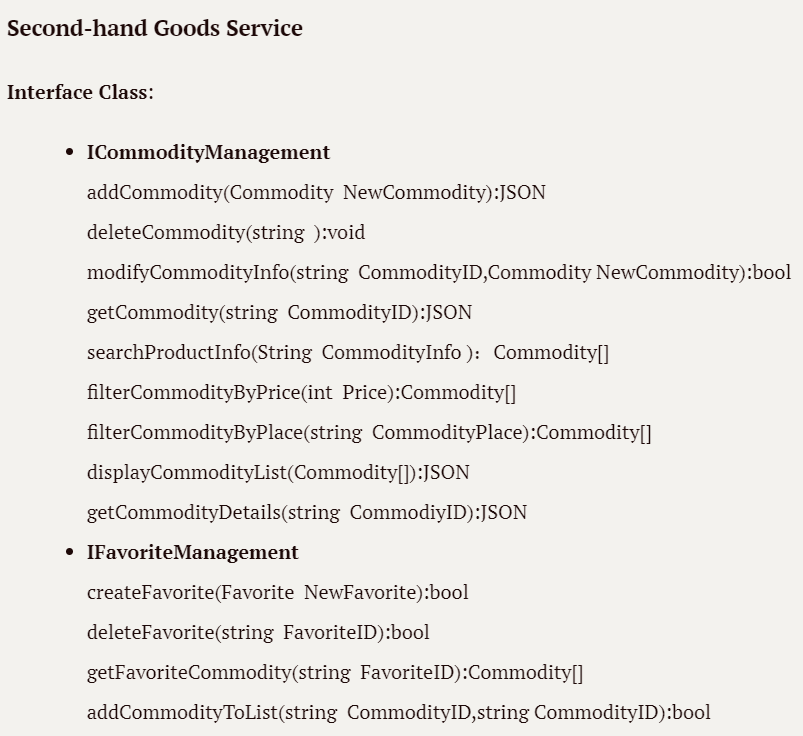 Second-hand Goods Service
Interface Class:
• ICommodityManagement
addCommodity(Commodity NewCommodity):JSON
deleteCommodity(string ):void
modifyCommodityInfo(string CommodityID,Commodity NewCommodity):bool
getCommodity(string CommodityID):JSON
searchProductInfo(String CommodityInfo )： Commodity[]
filterCommodityByPrice(int Price):Commodity[]
filterCommodityByPlace(string CommodityPlace):Commodity[]
displayCommodityList(Commodity[]):JSON
getCommodityDetails(string CommodiyID):JSON
• IFavoriteManagement
createFavorite(Favorite NewFavorite):bool
deleteFavorite(string FavoriteID):bool
getFavoriteCommodity(string FavoriteID):Commodity[]
addCommodityToList(string CommodityID,string CommodityID):bool